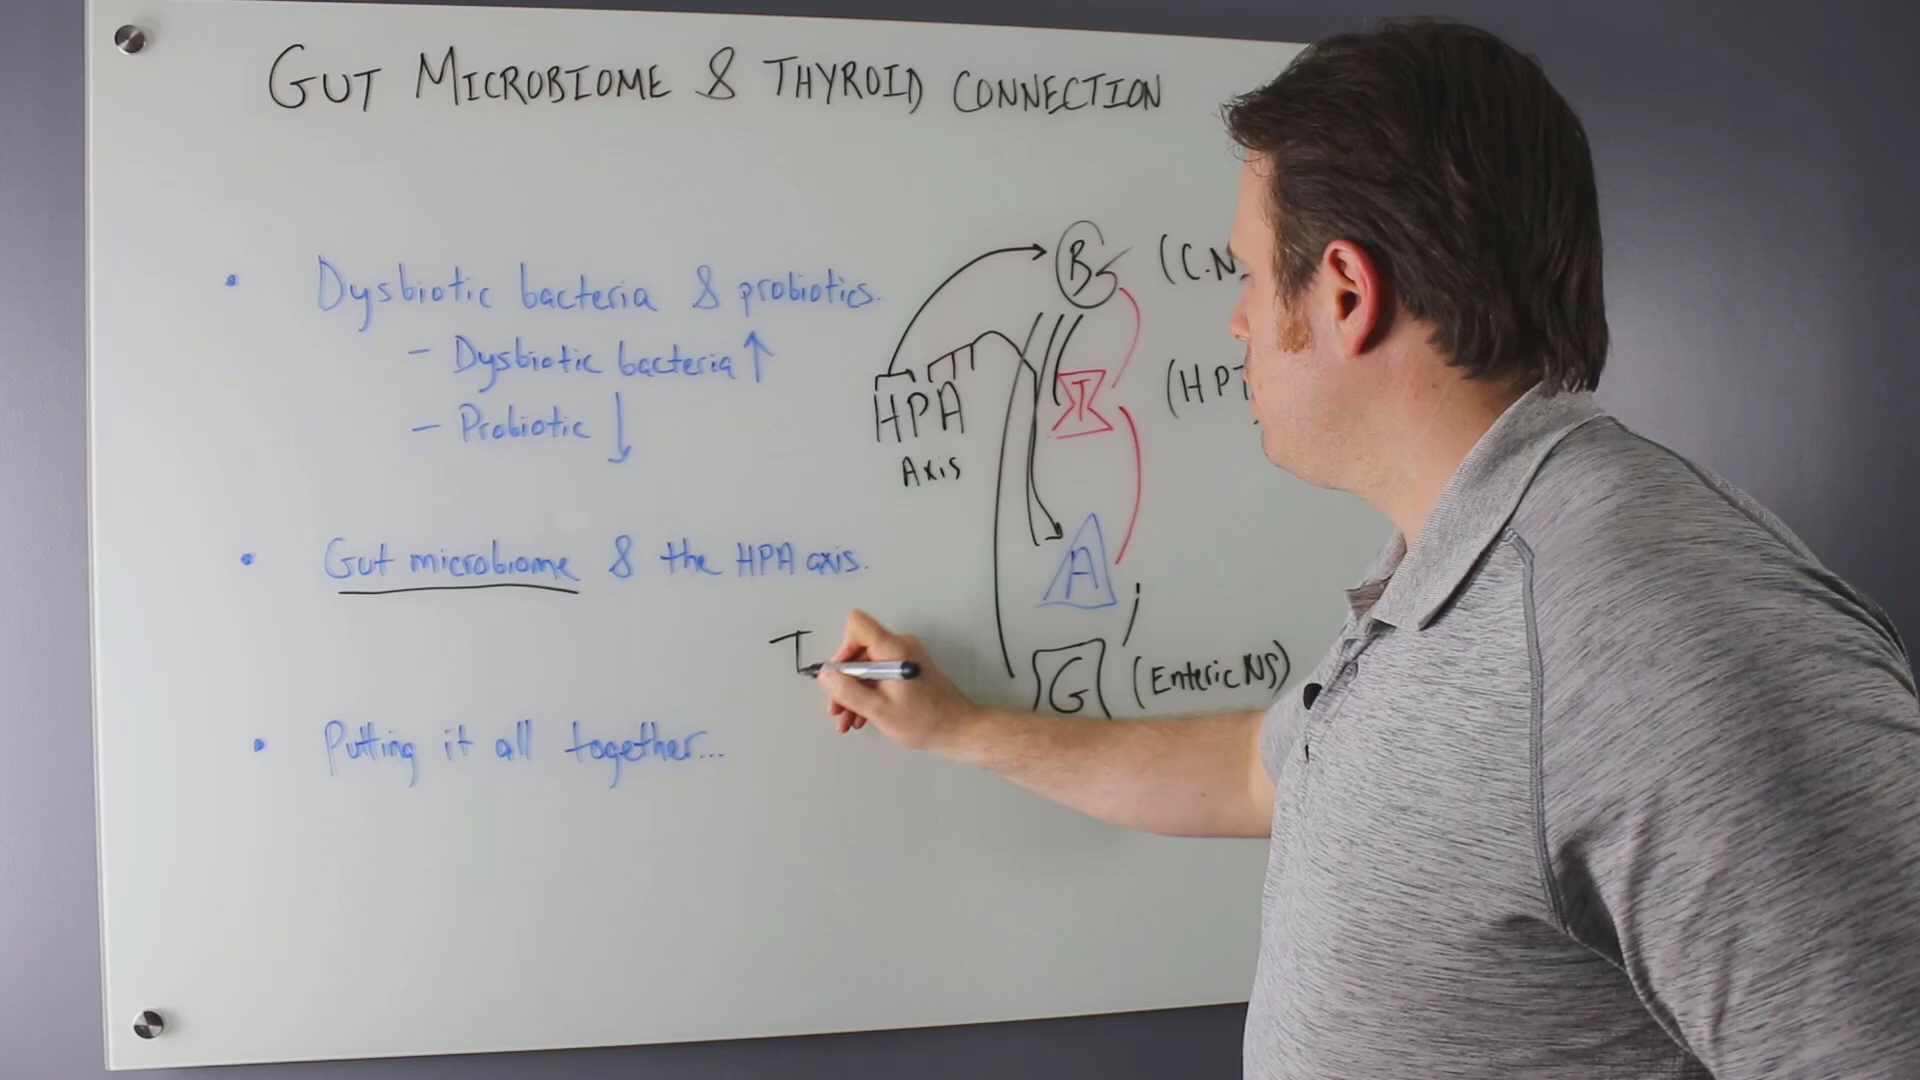 GUT MICROBIOME & THYROID CONNECTION
• Dysbiotic bacteria & probiotics.
- Dysbiotic bacteria ↑
- Probiotic ↓
• Gut microbiome & the HPA axis.
• Putting it all together...
HPA
Axis
B
T
A
G
(C.N
(HPT
(Enteric NS)
T